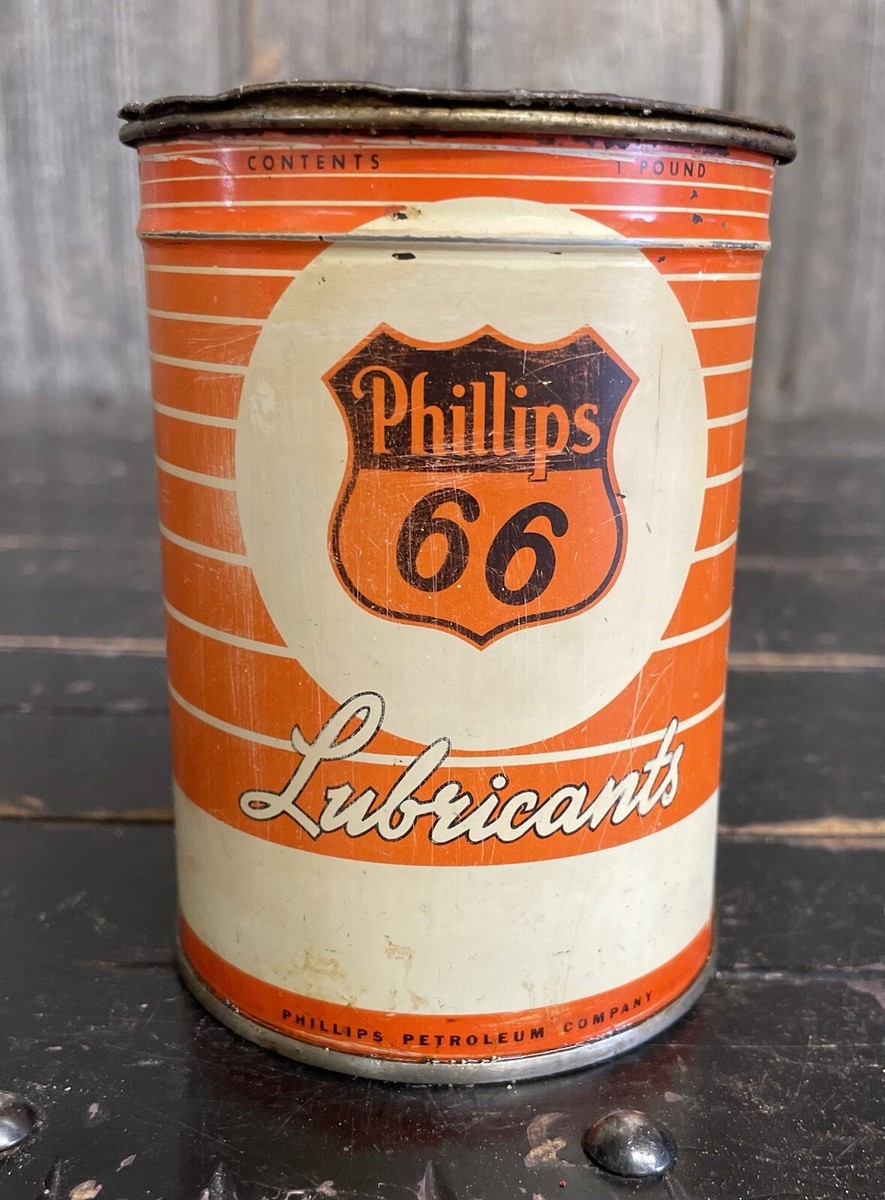 CONTENTS 1 POUND
Phillips
66
Lubricants
PHILLIPS PETROLEUM COMPANY